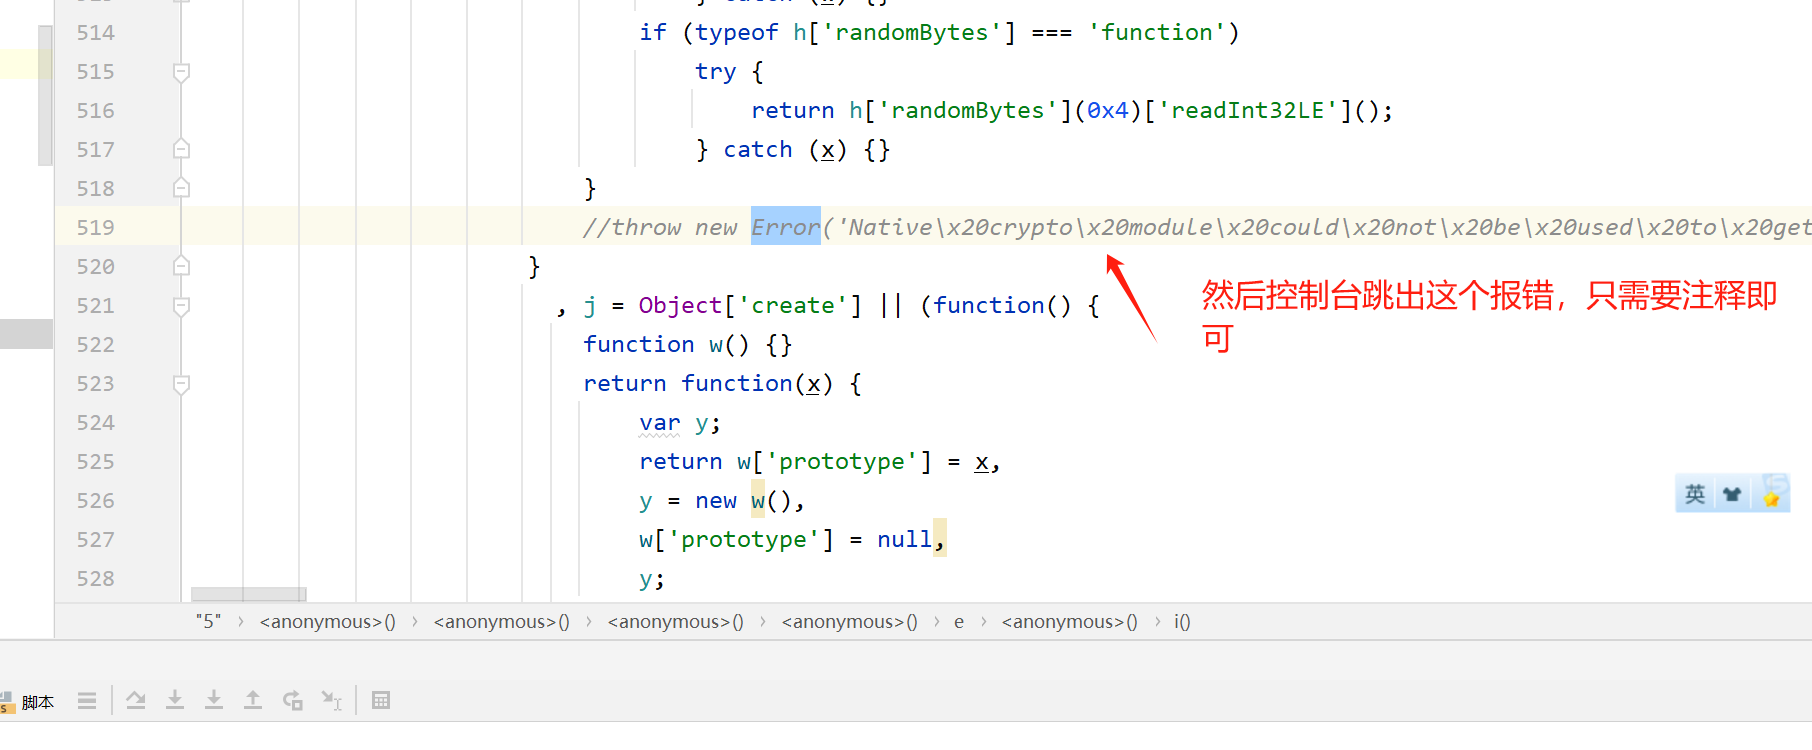 514 if (typeof h['randomBytes'] === 'function')
515 try {
516 return h['randomBytes'](0x4)['readInt32LE']();
517 } catch (x) {}
518 }
519 //throw new Error('Native\x20crypto\x20module\x20could\x20not\x20be\x20used\x20to\x20get
520 }
然后控制台跳出这个报错，只需要注释即
可
521 , j = Object['create'] || (function() {
522 function w() {}
523 return function(x) {
524 var y;
525 return w['prototype'] = x,
526 y = new w(),
英
527 w['prototype'] = null,
528 y;
"5" › <anonymous>() › <anonymous>() › <anonymous>() › <anonymous>() › e › <anonymous>() › i()
脚本